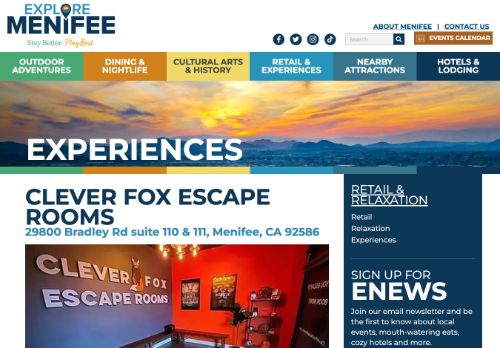 EXPLORE
MENIFEE
Stay Better. Play Best.
ABOUT MENIFEE | CONTACT US
Search
EVENTS CALENDAR
OUTDOOR ADVENTURES
DINING & NIGHTLIFE
CULTURAL ARTS & HISTORY
RETAIL & EXPERIENCES
NEARBY ATTRACTIONS
HOTELS & LODGING
EXPERIENCES
CLEVER FOX ESCAPE
ROOMS
29800 Bradley Rd suite 110 & 111, Menifee, CA 92586
CLEVER FOX
ESCAPE ROOMS
RETAIL &
RELAXATION
Retail
Relaxation
Experiences
SIGN UP FOR
ENEWS
Join our email newsletter and be
the first to know about local
events, mouth-watering eats,
cozy hotels and more.